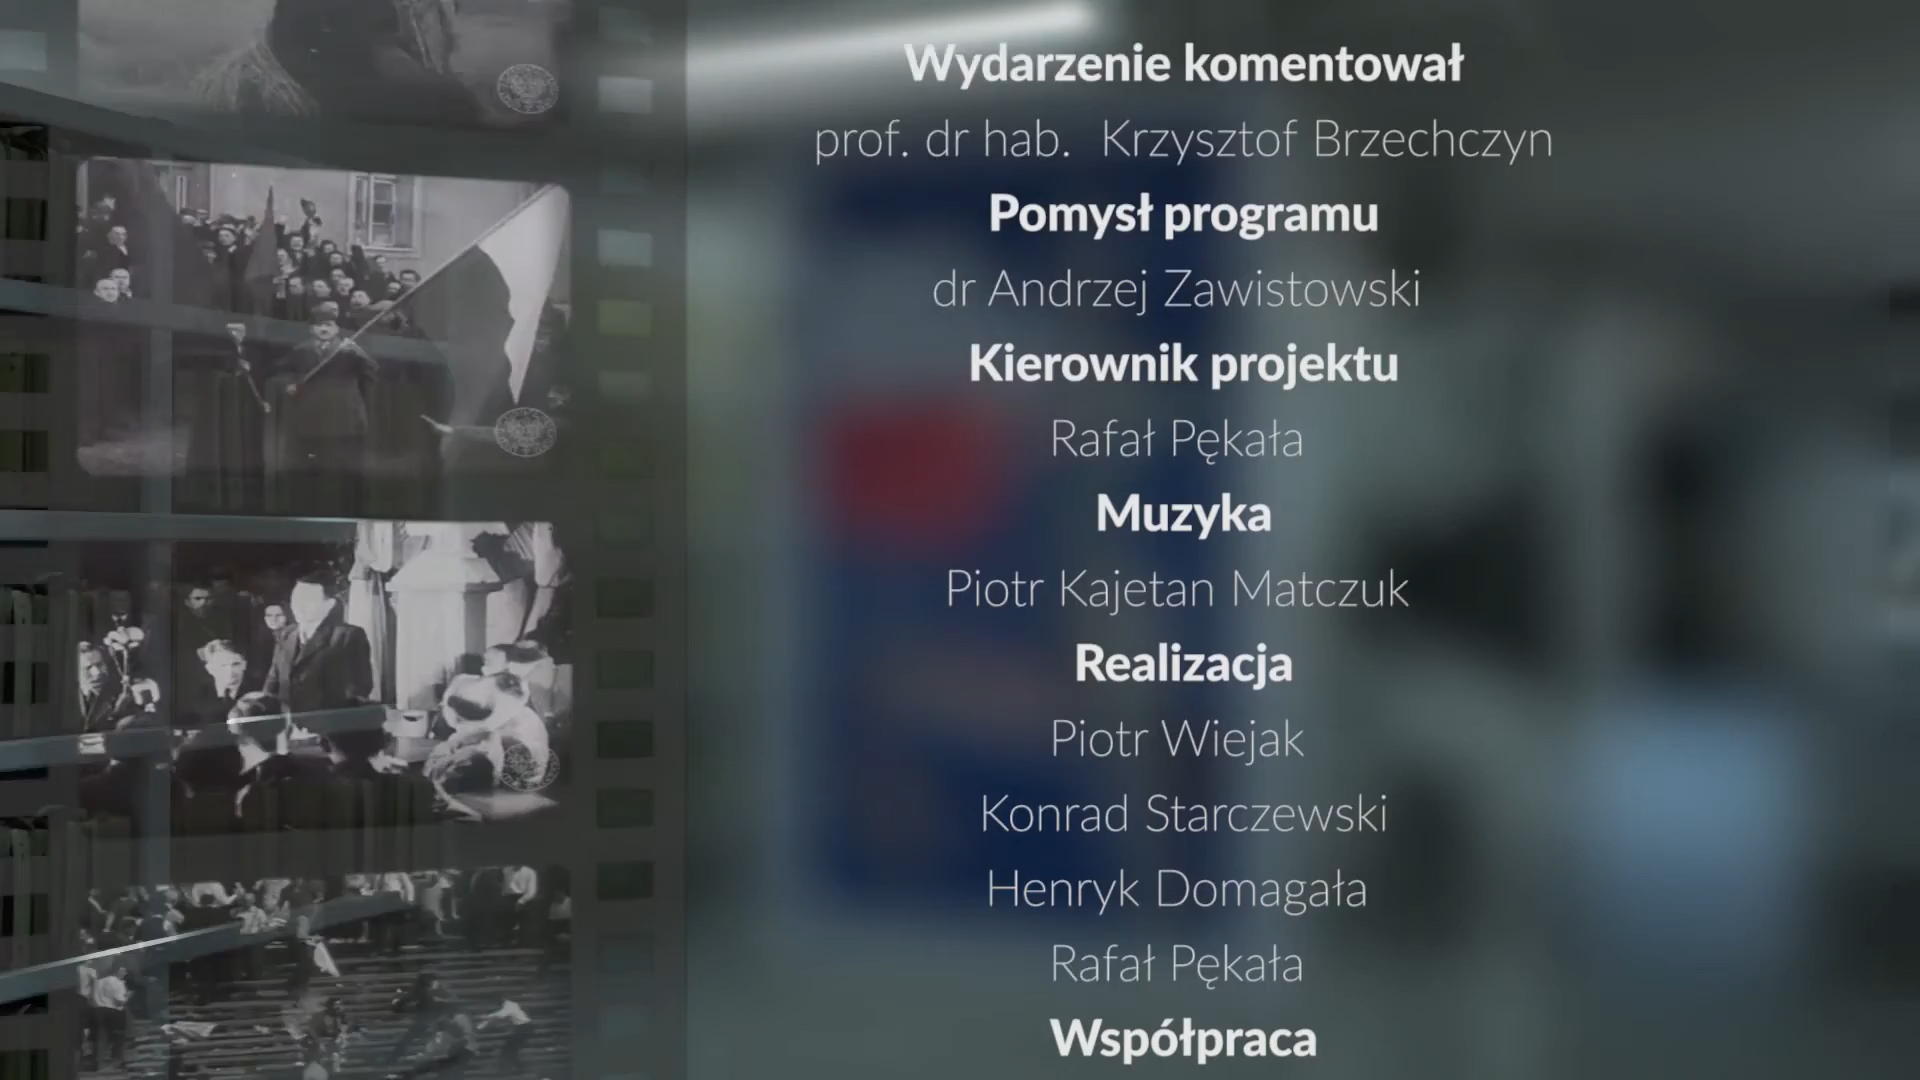 Wydarzenie komentował
prof. dr hab. Krzysztof Brzechczyn
Pomysł programu
dr Andrzej Zawistowski
Kierownik projektu
Rafał Pękała
Muzyka
Piotr Kajetan Matczuk
Realizacja
Piotr Wiejak
Konrad Starczewski
Henryk Domagała
Rafał Pękała
Współpraca